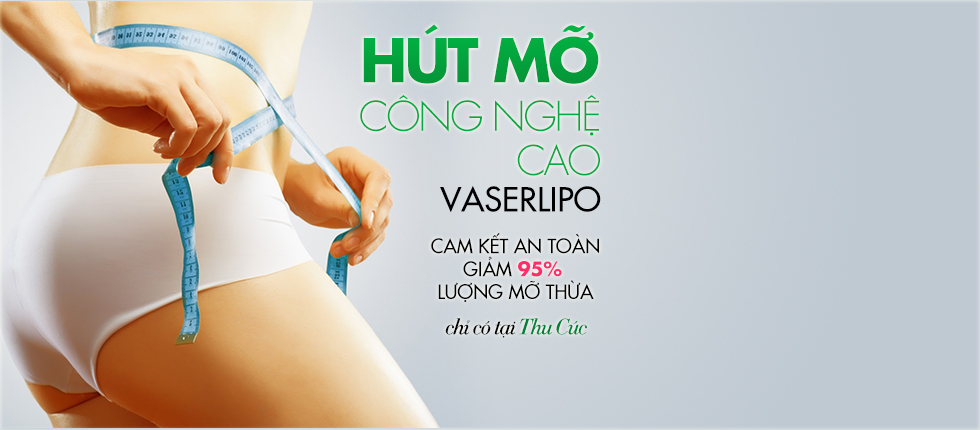 HÚT MỠ
CÔNG NGHỆ
CAO
VASERLIPO
CAM KẾT AN TOÀN
GIẢM 95%
LƯỢNG MỠ THỪA
chỉ có tại Thu Cúc